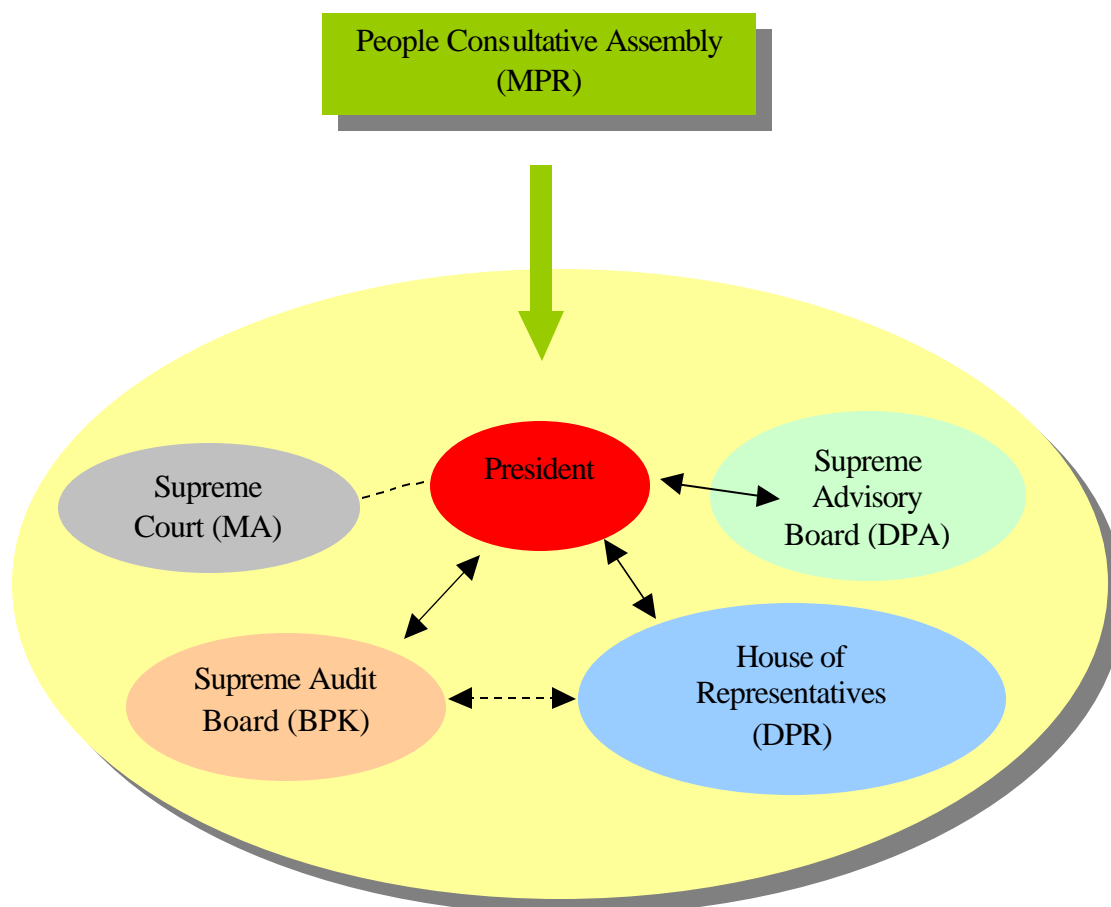 People Consultative Assembly
(MPR)
President
Supreme
Court (MA)
Supreme
Advisory
Board (DPA)
Supreme Audit
Board (BPK)
House of
Representatives
(DPR)